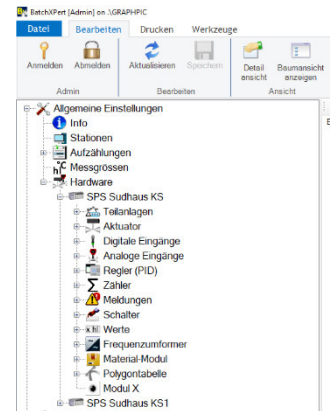 BatchXpert [Admin] on .\GRAPHPIC
Datei Bearbeiten Drucken Werkzeuge
Anmelden Abmelden Aktualisieren Speichern Detail ansicht Baumansicht anzeigen
Admin Bearbeiten Ansicht
Allgemeine Einstellungen
Info
Stationen
Aufzählungen
Messgrössen
Hardware
SPS Sudhaus KS
Teilanlagen
Aktuator
Digitale Eingänge
Analoge Eingänge
Regler (PID)
Zähler
Meldungen
Schalter
Werte
Frequenzumformer
Material-Modul
Polygontabelle
Modul X
SPS Sudhaus KS1